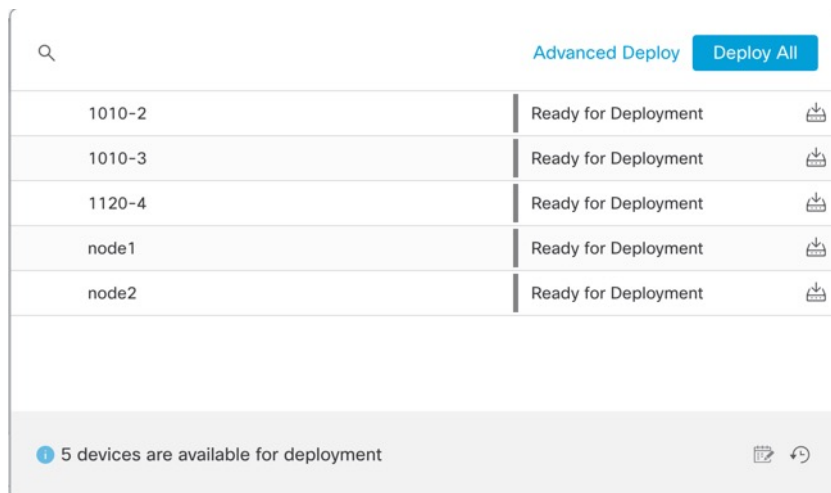 Advanced Deploy Deploy All
1010-2 Ready for Deployment
1010-3 Ready for Deployment
1120-4 Ready for Deployment
node1 Ready for Deployment
node2 Ready for Deployment
5 devices are available for deployment